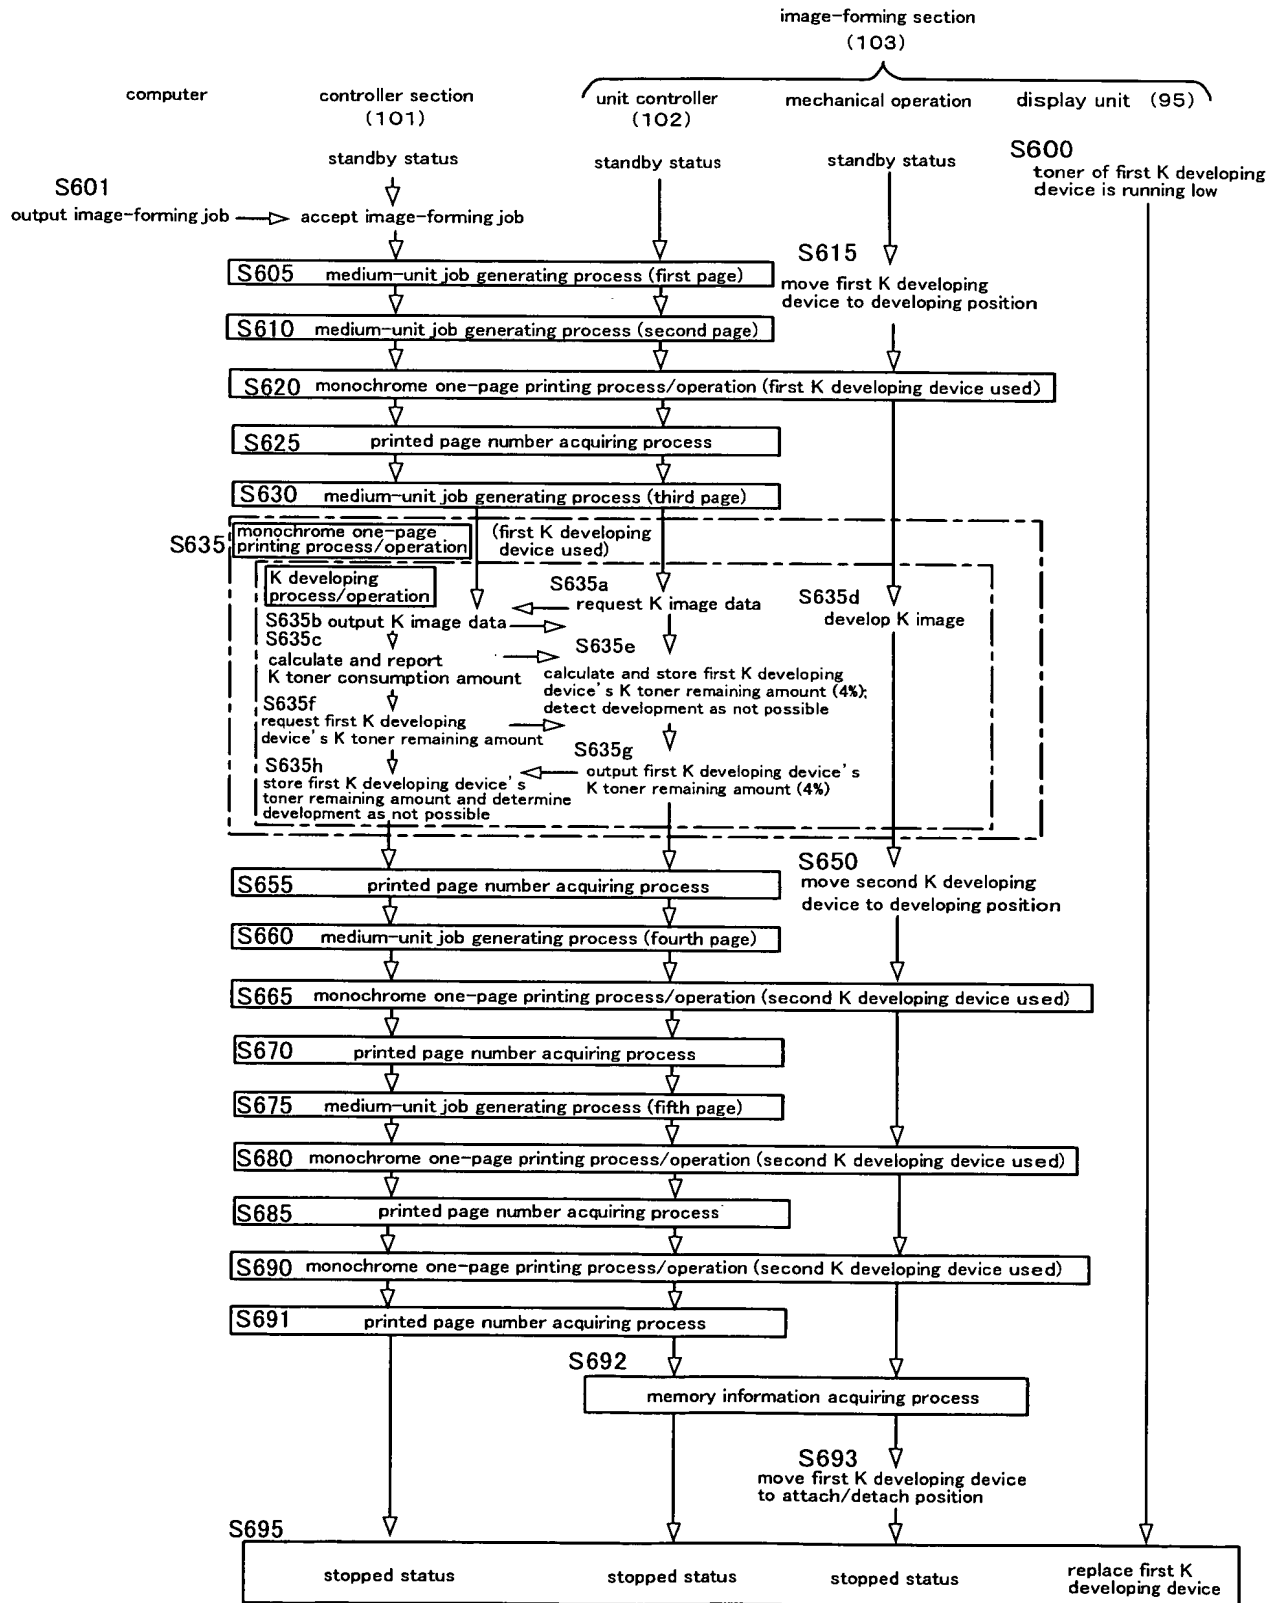 image-forming section
(103)
computer
controller section
(101)
unit controller
(102)
mechanical operation
display unit (95)
standby status
standby status
standby status
S600
toner of first K developing
device is running low
S601
output image-forming job
accept image-forming job
S605 medium-unit job generating process (first page)
S615
move first K developing
device to developing position
S610 medium-unit job generating process (second page)
S620 monochrome one-page printing process/operation (first K developing device used)
S625 printed page number acquiring process
S630 medium-unit job generating process (third page)
S635
monochrome one-page
printing process/operation
(first K developing
device used)
K developing
process/operation
S635a
request K image data
S635d
develop K image
S635b output K image data
S635c
calculate and report
K toner consumption amount
S635e
calculate and store first K developing
device's K toner remaining amount (4%);
detect development as not possible
S635f
request first K developing
device's K toner remaining amount
S635g
output first K developing device's
K toner remaining amount (4%)
S635h
store first K developing device's
toner remaining amount and determine
development as not possible
S650
move second K developing
device to developing position
S655 printed page number acquiring process
S660 medium-unit job generating process (fourth page)
S665 monochrome one-page printing process/operation (second K developing device used)
S670 printed page number acquiring process
S675 medium-unit job generating process (fifth page)
S680 monochrome one-page printing process/operation (second K developing device used)
S685 printed page number acquiring process
S690 monochrome one-page printing process/operation (second K developing device used)
S691 printed page number acquiring process
S692
memory information acquiring process
S693
move first K developing device
to attach/detach position
S695
stopped status
stopped status
stopped status
replace first K
developing device